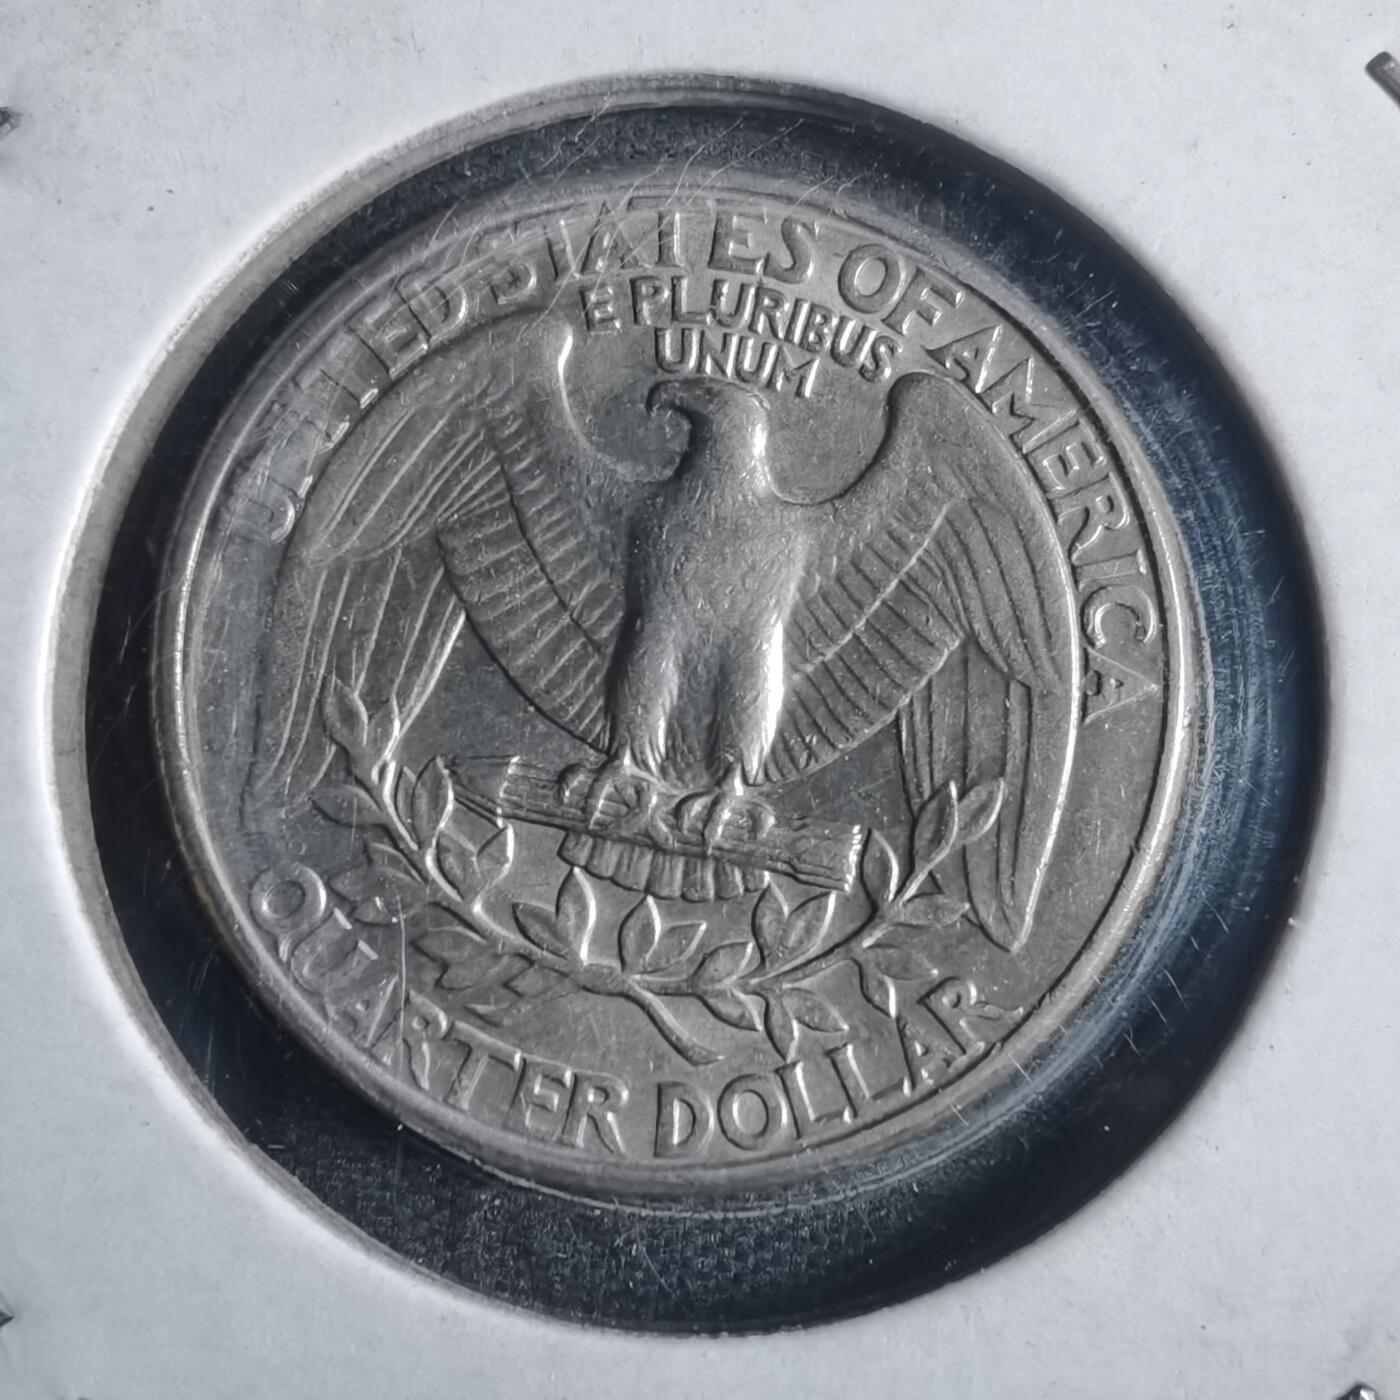 UNITED STATES OF AMERICA
E PLURIBUS
UNUM
QUARTER DOLLAR